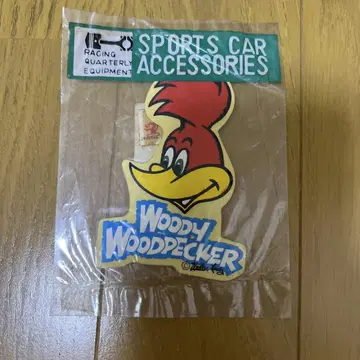 RACING
QUARTERLY
EQUIPMENT
SPORTS CAR
ACCESSORIES
WOODY
WOODPECKER
©